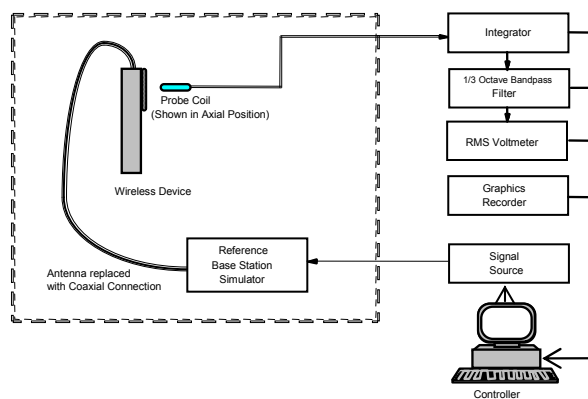 Integrator
1/3 Octave Bandpass
Filter
RMS Voltmeter
Graphics
Recorder
Signal
Source
Controller
Probe Coil
(Shown in Axial Position)
Wireless Device
Reference
Base Station
Simulator
Antenna replaced
with Coaxial Connection